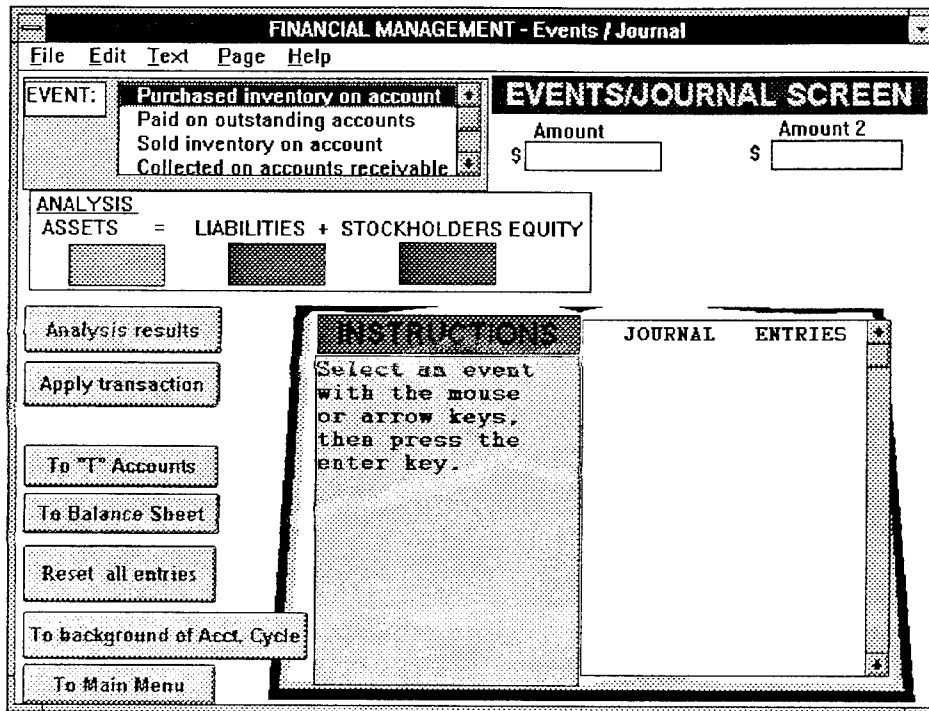 FINANCIAL MANAGEMENT - Events / Journal
File Edit Text Page Help
EVENT:
Purchased inventory on account
Paid on outstanding accounts
Sold inventory on account
Collected on accounts receivable
EVENTS/JOURNAL SCREEN
Amount Amount 2
$ $
ANALYSIS
ASSETS = LIABILITIES + STOCKHOLDERS EQUITY
Analysis results
Apply transaction
To "T" Accounts
To Balance Sheet
Reset all entries
To background of Acct. Cycle
To Main Menu
INSTRUCTIONS
Select an event
with the mouse
or arrow keys,
then press the
enter key.
JOURNAL ENTRIES